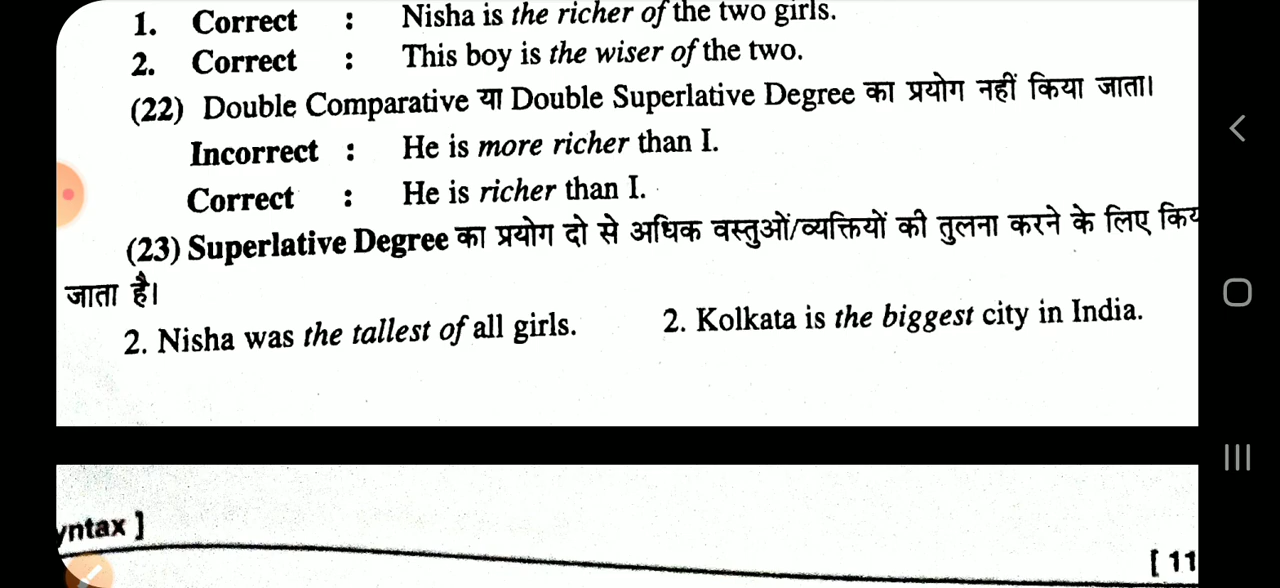 1. Correct : Nisha is the richer of the two girls.
2. Correct : This boy is the wiser of the two.
(22) Double Comparative या Double Superlative Degree का प्रयोग नहीं किया जाता।
Incorrect : He is more richer than I.
Correct : He is richer than I.
(23) Superlative Degree का प्रयोग दो से अधिक वस्तुओं/व्यक्तियों की तुलना करने के लिए किय
जाता है।
2. Nisha was the tallest of all girls. 2. Kolkata is the biggest city in India.
yntax ]
[ 11